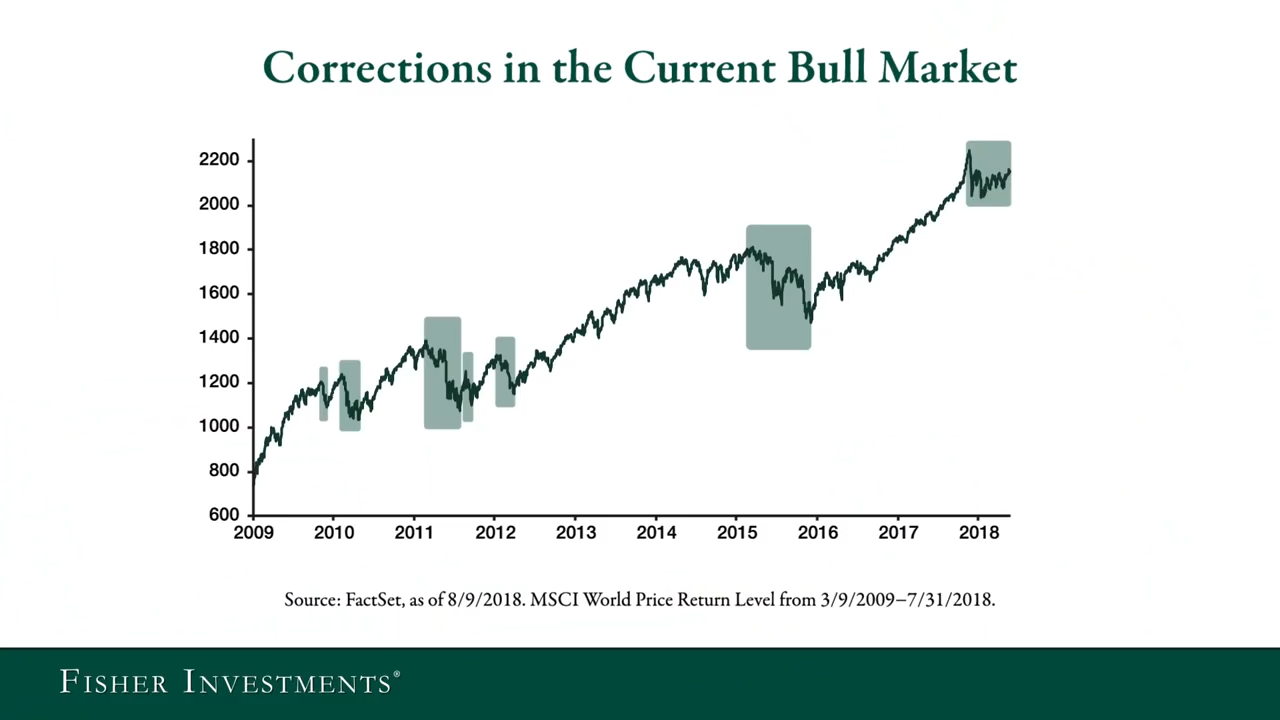 Corrections in the Current Bull Market
2200
2000
1800
1600
1400
1200
1000
800
600
2009 2010 2011 2012 2013 2014 2015 2016 2017 2018
Source: FactSet, as of 8/9/2018. MSCI World Price Return Level from 3/9/2009–7/31/2018.
FISHER INVESTMENTS®